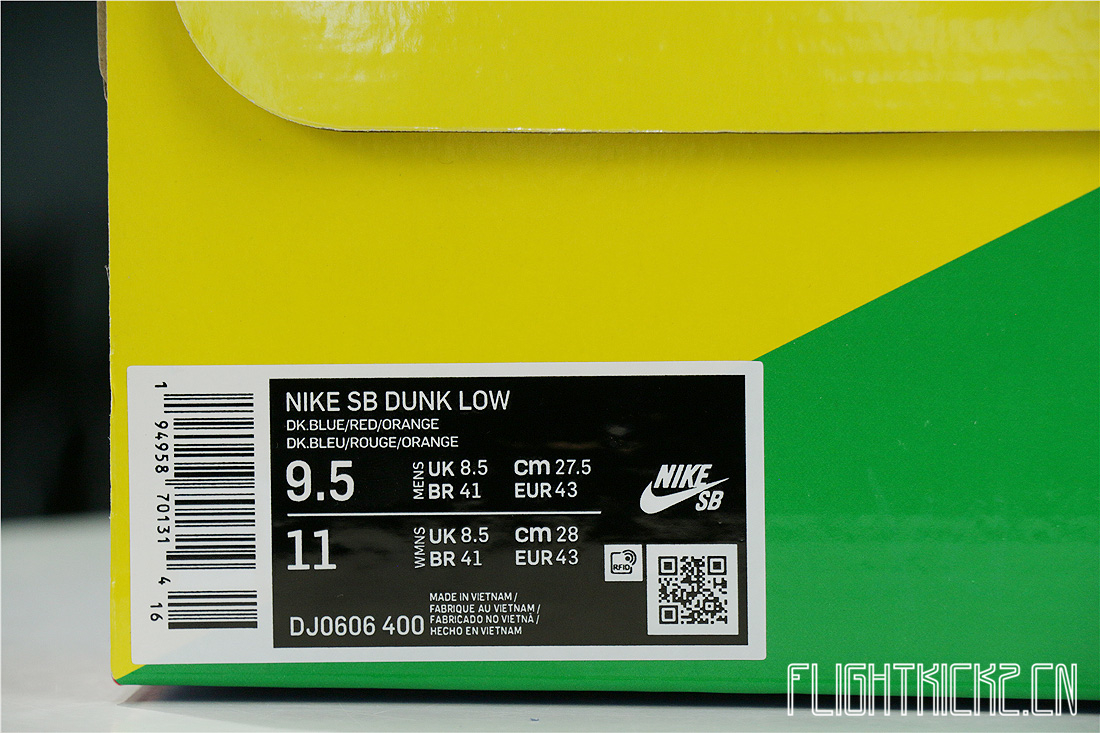 1 94958 70131 4 16
NIKE SB DUNK LOW
DK.BLUE/RED/ORANGE
DK.BLEU/ROUGE/ORANGE
9.5 MENS UK 8.5 cm 27.5
BR 41 EUR 43
11 WMNS UK 8.5 cm 28
BR 41 EUR 43
NIKE
SB
RFID
MADE IN VIETNAM /
FABRIQUE AU VIETNAM /
FABRICADO NO VIETNÃ /
HECHO EN VIETNAM
DJ0606 400
FLIGHTKICKZ.CN